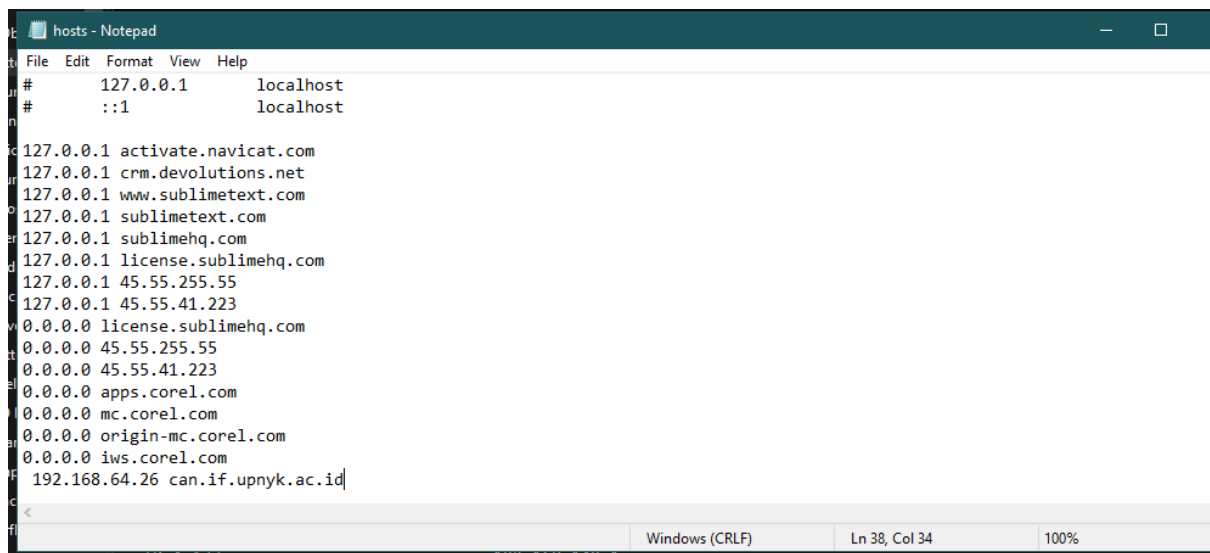 hosts - Notepad
File Edit Format View Help
# 127.0.0.1 localhost
# ::1 localhost
127.0.0.1 activate.navicat.com
127.0.0.1 crm.devolutions.net
127.0.0.1 www.sublimetext.com
127.0.0.1 sublimetext.com
127.0.0.1 sublimehq.com
127.0.0.1 license.sublimehq.com
127.0.0.1 45.55.255.55
127.0.0.1 45.55.41.223
0.0.0.0 license.sublimehq.com
0.0.0.0 45.55.255.55
0.0.0.0 45.55.41.223
0.0.0.0 apps.corel.com
0.0.0.0 mc.corel.com
0.0.0.0 origin-mc.corel.com
0.0.0.0 iws.corel.com
192.168.64.26 can.if.upnyk.ac.id
Windows (CRLF) Ln 38, Col 34 100%